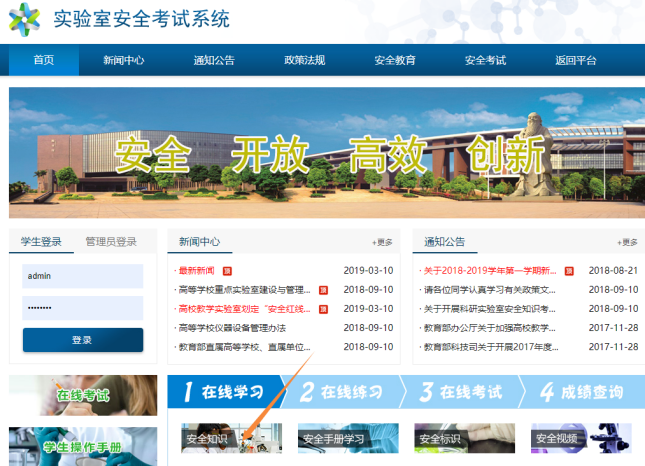 实验室安全考试系统
首页 新闻中心 通知公告 政策法规 安全教育 安全考试 返回平台
安全 开放 高效 创新
学生登录 管理员登录
admin
••••••••
登录
新闻中心 +更多
· 最新新闻 顶 2019-03-10
· 高等学校重点实验室建设与管理... 顶 2018-09-10
· 高校教学实验室划定“安全红线... 顶 2019-03-10
· 高等学校仪器设备管理办法 2018-09-10
· 教育部直属高等学校、直属单位... 2018-09-10
通知公告 +更多
· 关于2018-2019学年第一学期新... 顶 2018-08-21
· 请各位同学认真学习有关政策文... 2018-09-10
· 关于开展科研实验室安全知识考... 2018-09-10
· 教育部办公厅关于加强高校教学... 2017-11-28
· 教育部科技司关于开展2017年度... 2017-11-28
在线考试
学生操作手册
1 在线学习 2 在线练习 3 在线考试 4 成绩查询
安全知识 安全手册学习 安全标识 安全视频